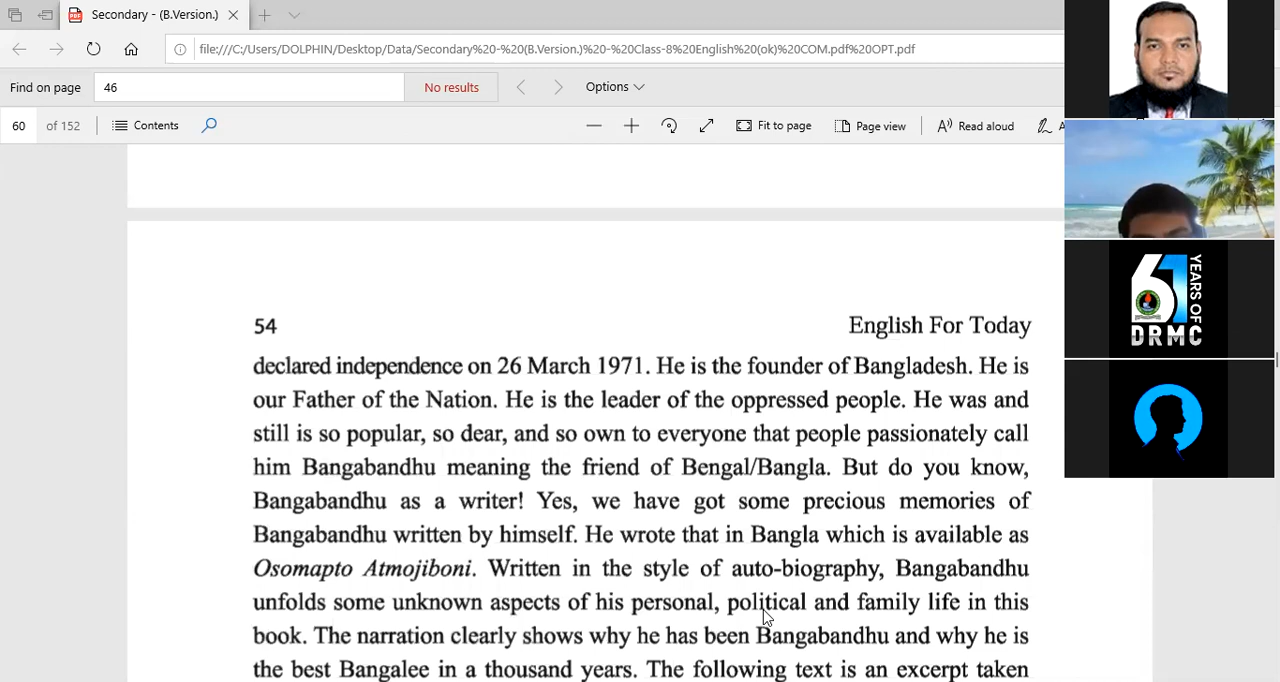 Secondary - (B.Version.)
file:///C:/Users/DOLPHIN/Desktop/Data/Secondary%20-%20(B.Version.)%20-%20Class-8%20English%20(ok)%20COM.pdf%20OPT.pdf
Find on page
46
No results
Options
60 of 152
Contents
Fit to page
Page view
Read aloud
54
English For Today
declared independence on 26 March 1971. He is the founder of Bangladesh. He is
our Father of the Nation. He is the leader of the oppressed people. He was and
still is so popular, so dear, and so own to everyone that people passionately call
him Bangabandhu meaning the friend of Bengal/Bangla. But do you know,
Bangabandhu as a writer! Yes, we have got some precious memories of
Bangabandhu written by himself. He wrote that in Bangla which is available as
Osomapto Atmojiboni. Written in the style of auto-biography, Bangabandhu
unfolds some unknown aspects of his personal, political and family life in this
book. The narration clearly shows why he has been Bangabandhu and why he is
the best Bangalee in a thousand years. The following text is an excerpt taken
61 YEARS OF
DRMC